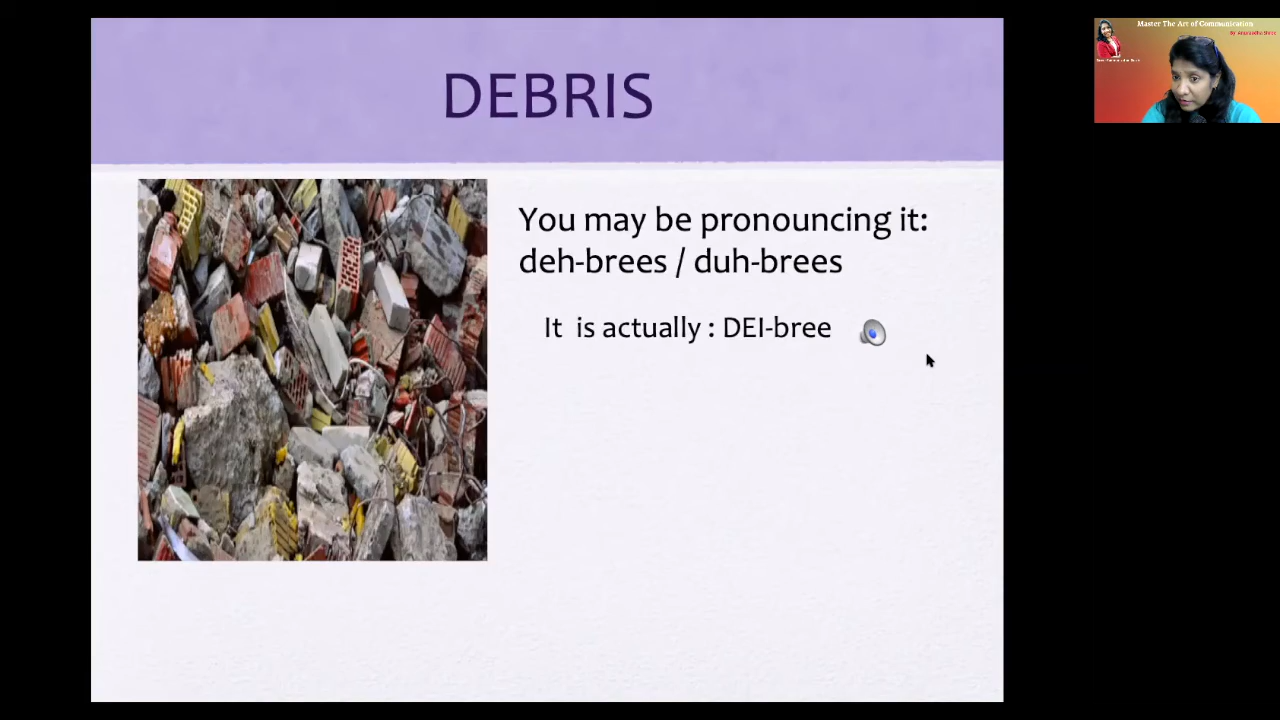 DEBRIS
You may be pronouncing it:
deh-brees / duh-brees
It is actually : DEI-bree
Master The Art of Communication